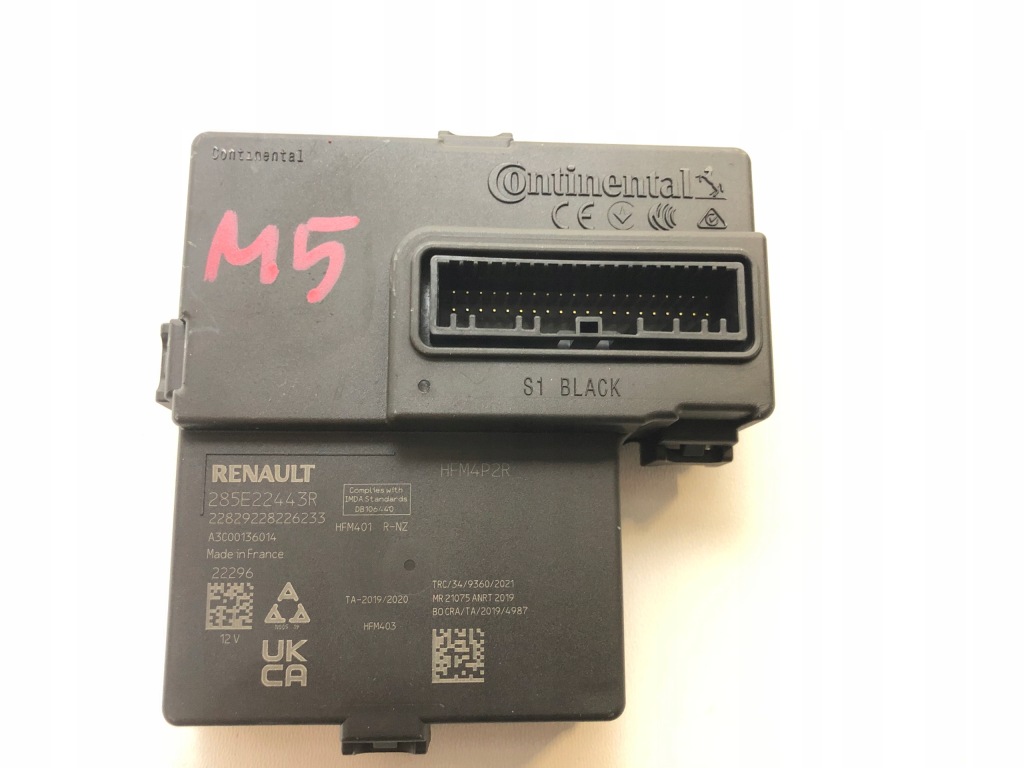 Continental
Continental
CE
M5
S1 BLACK
RENAULT
HFM4P2R
285E22443R
Complies with
IMDA Standards
DB106440
22829228226233
HFM401 R-NZ
A3C00136014
Made in France
22296
TRC/34/9360/2021
TA-2019/2020
MR 21075 ANRT 2019
BOCRA/TA/2019/4987
HFM403
12V
UK
CA